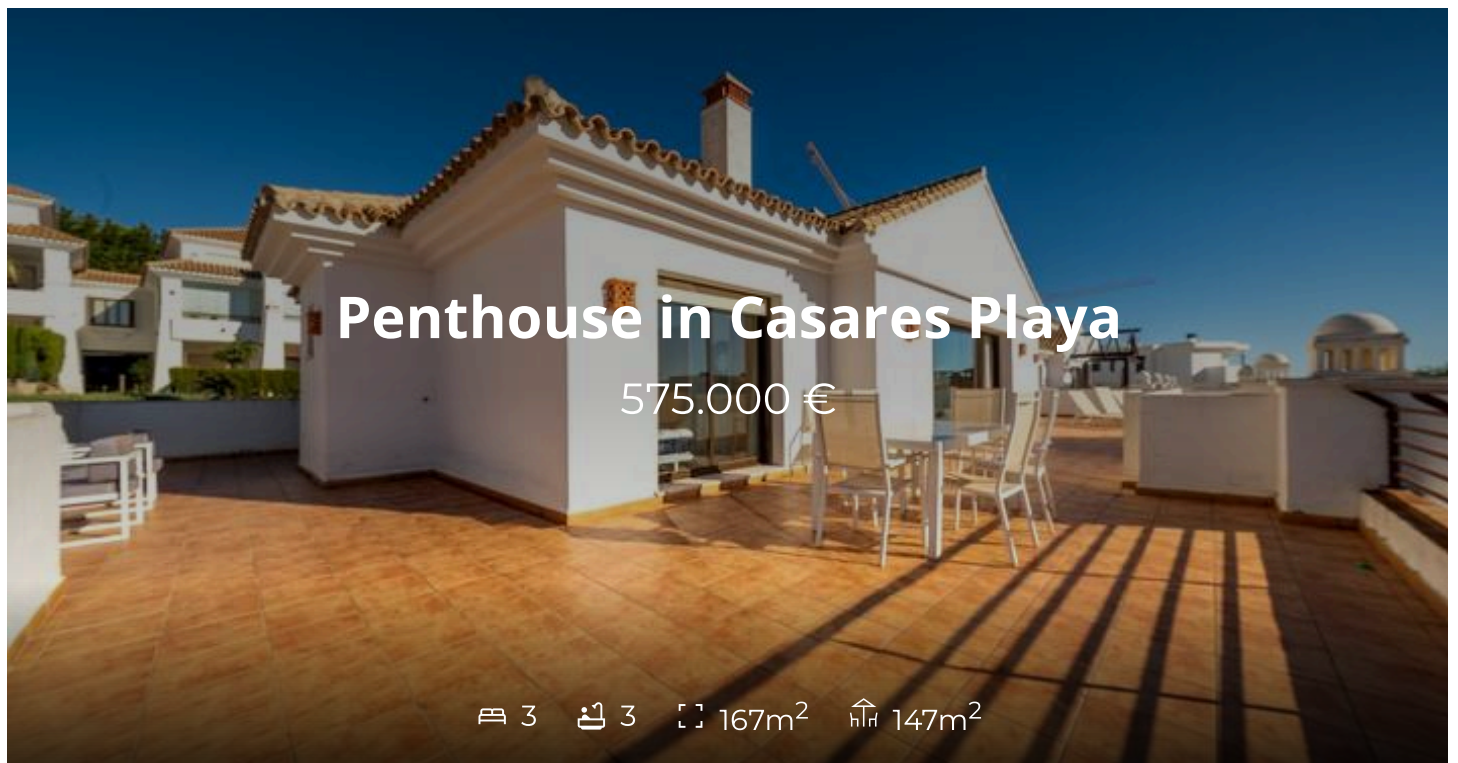 Penthouse in Casares Playa
575.000 €
3 3 167m² 147m²